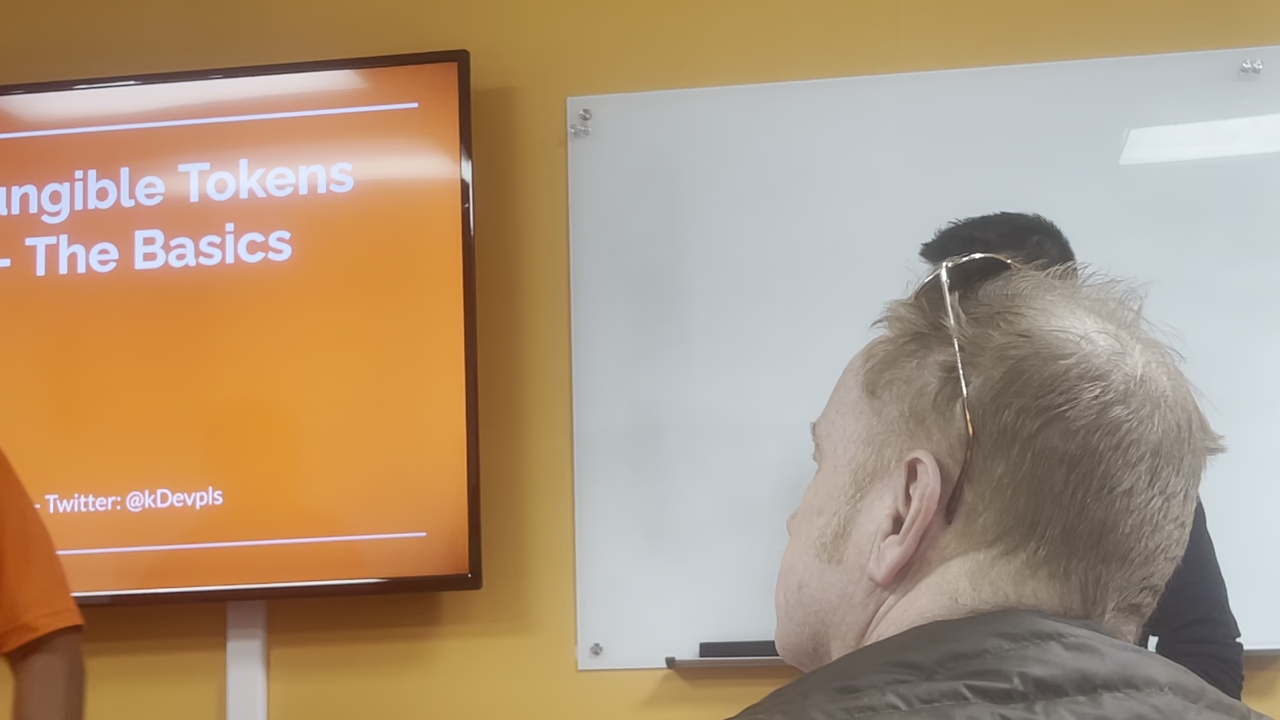 ungible Tokens
- The Basics
- Twitter: @kDevpls